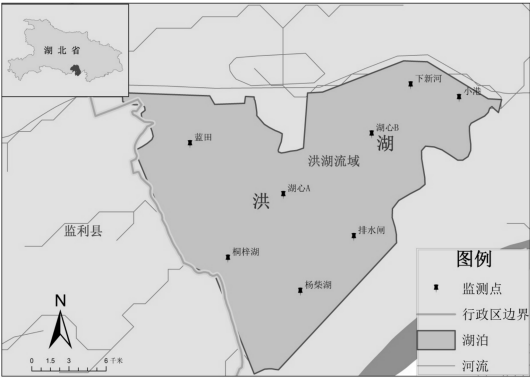 湖北省
下新河
小港
湖心B
湖
蓝田
洪湖流域
湖心A
洪
监利县
排水闸
桐梓湖
杨柴湖
图例
监测点
行政区边界
湖泊
河流
N
0 1.5 3 6 千米